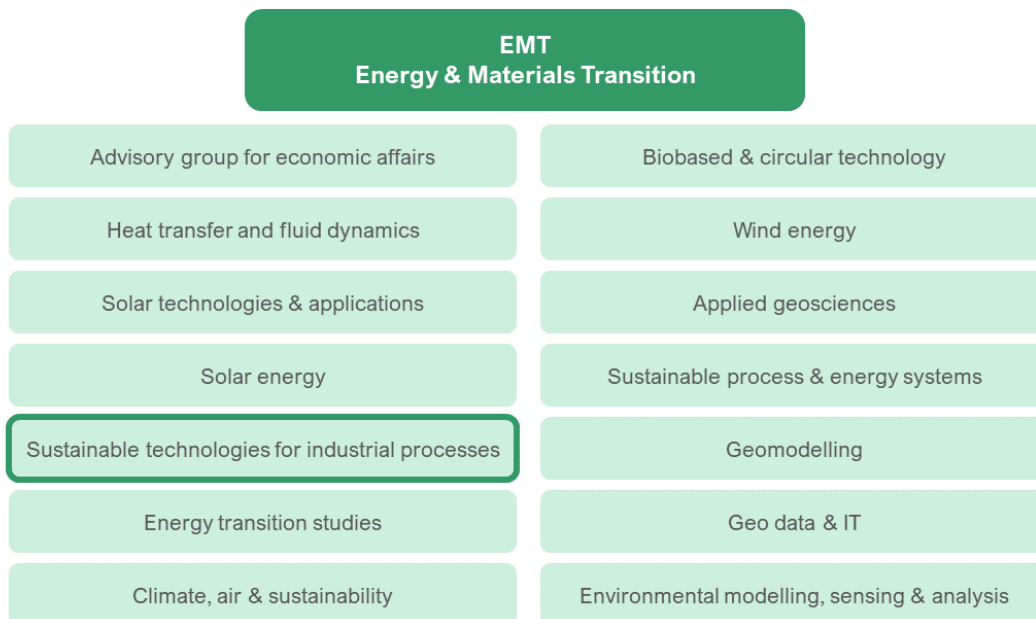 EMT
Energy & Materials Transition
Advisory group for economic affairs
Biobased & circular technology
Heat transfer and fluid dynamics
Wind energy
Solar technologies & applications
Applied geosciences
Solar energy
Sustainable process & energy systems
Sustainable technologies for industrial processes
Geomodelling
Energy transition studies
Geo data & IT
Climate, air & sustainability
Environmental modelling, sensing & analysis